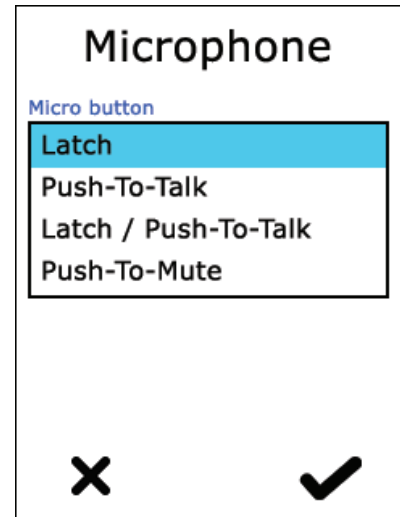 Microphone
Micro button
Latch
Push-To-Talk
Latch / Push-To-Talk
Push-To-Mute